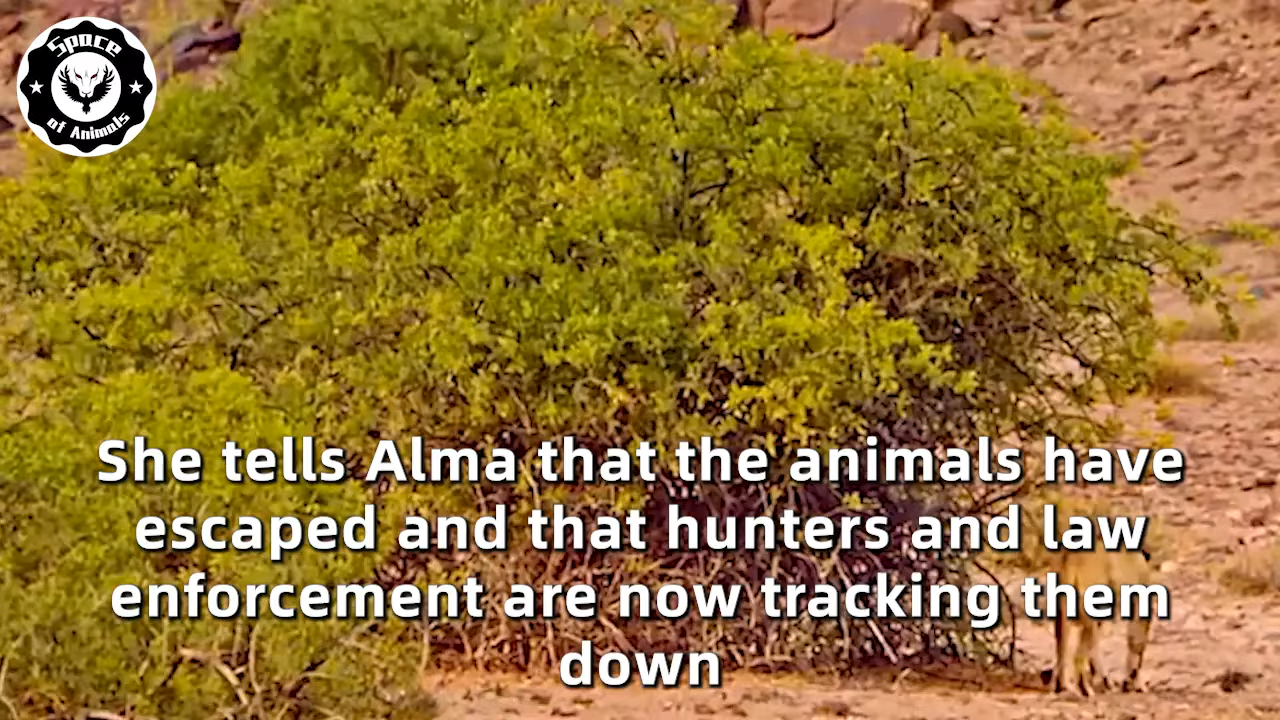 Space
of Animals
She tells Alma that the animals have
escaped and that hunters and law
enforcement are now tracking them
down